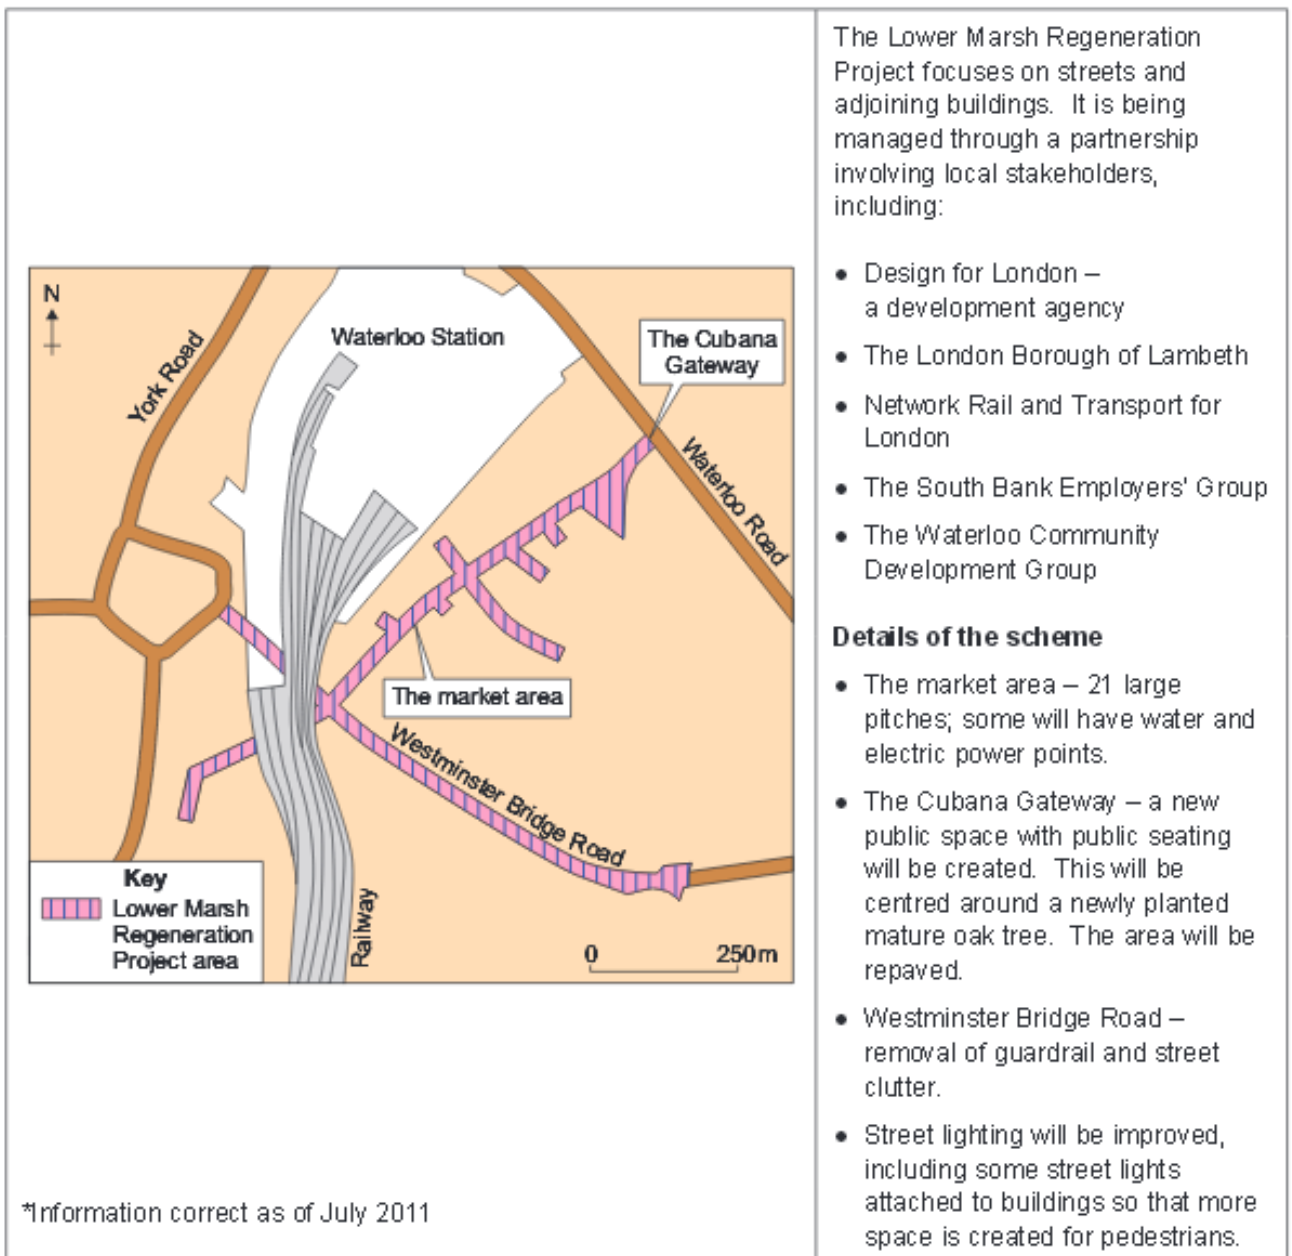 N
York Road
Waterloo Station
The Cubana
Gateway
Waterloo Road
The market area
Westminster Bridge Road
Railway
Key
Lower Marsh
Regeneration
Project area
0 250m
*Information correct as of July 2011
The Lower Marsh Regeneration
Project focuses on streets and
adjoining buildings. It is being
managed through a partnership
involving local stakeholders,
including:
• Design for London –
a development agency
• The London Borough of Lambeth
• Network Rail and Transport for
London
• The South Bank Employers' Group
• The Waterloo Community
Development Group
Details of the scheme
• The market area – 21 large
pitches; some will have water and
electric power points.
• The Cubana Gateway – a new
public space with public seating
will be created. This will be
centred around a newly planted
mature oak tree. The area will be
repaved.
• Westminster Bridge Road –
removal of guardrail and street
clutter.
• Street lighting will be improved,
including some street lights
attached to buildings so that more
space is created for pedestrians.